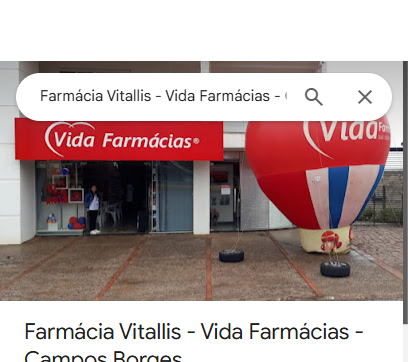 Farmácia Vitallis - Vida Farmácias -
Vida Farmácias®
Vida
Farmácia Vitallis - Vida Farmácias -
Campos Borges